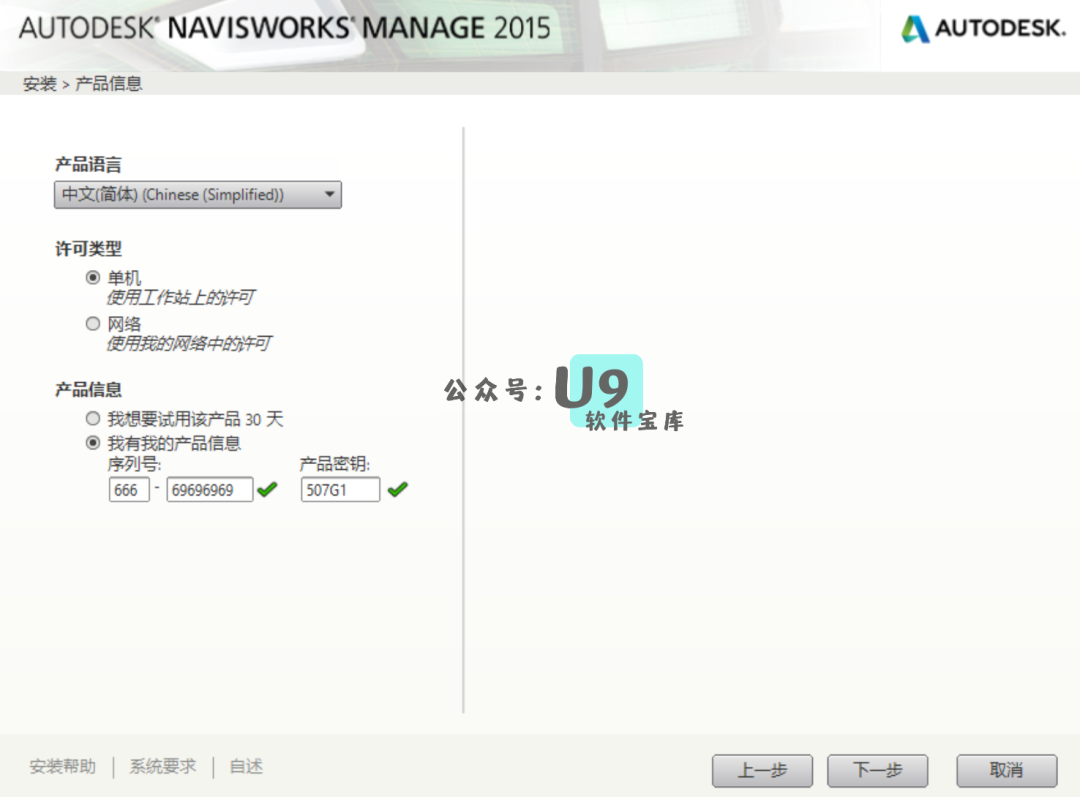 AUTODESK® NAVISWORKS® MANAGE 2015
AUTODESK.
安装 > 产品信息
产品语言
中文(简体) (Chinese (Simplified))
许可类型
单机
使用工作站上的许可
网络
使用我的网络中的许可
产品信息
我想要试用该产品 30 天
我有我的产品信息
序列号: 产品密钥:
666 - 69696969 507G1
公众号: U9
软件宝库
安装帮助 | 系统要求 | 自述
上一步 下一步 取消